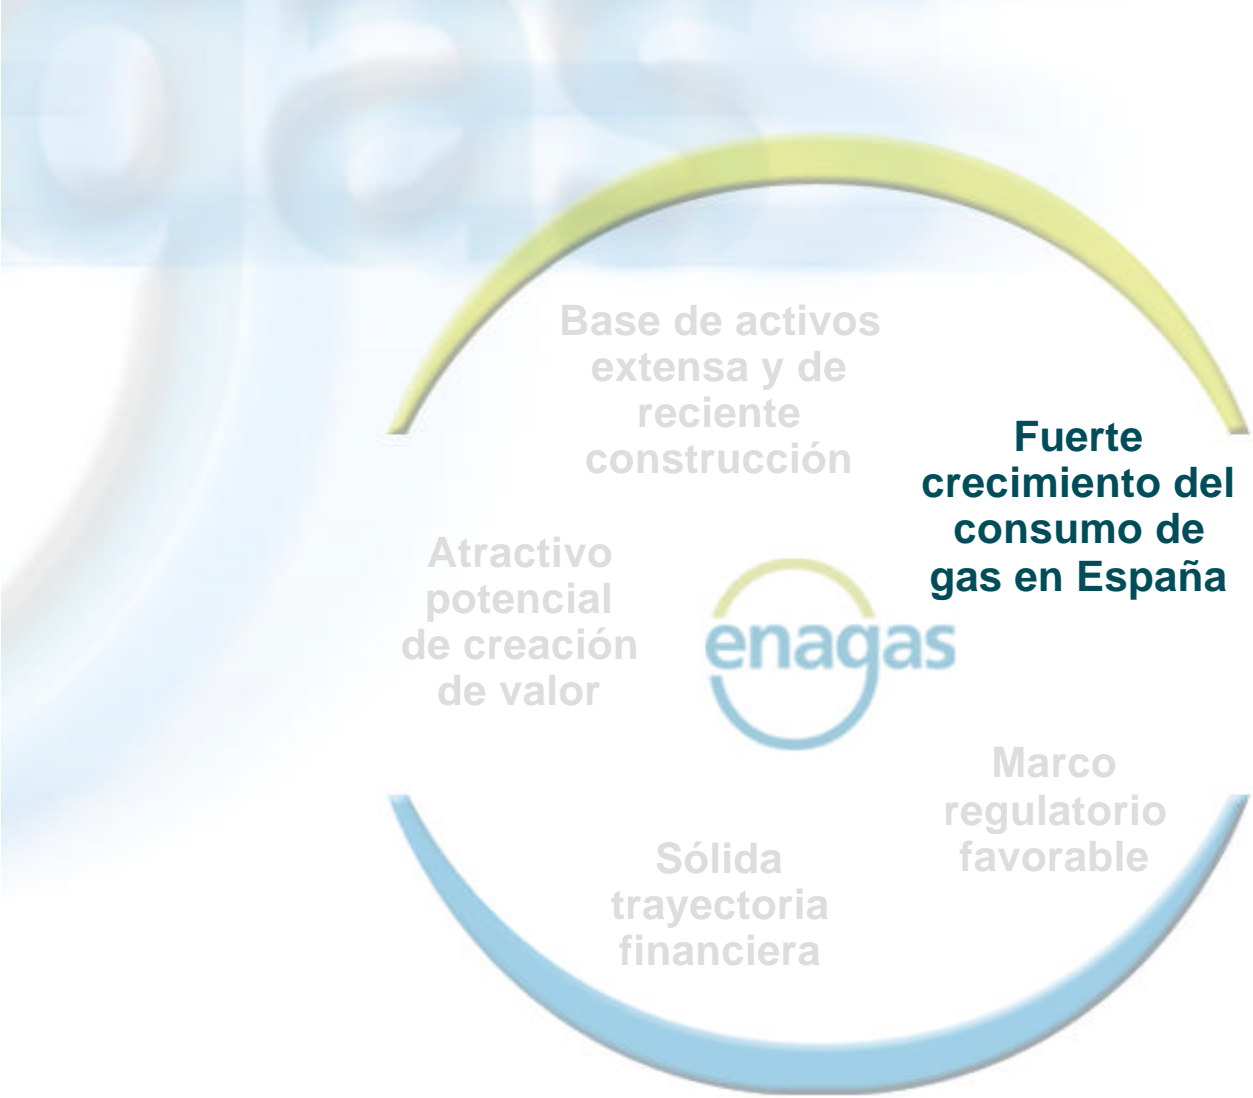 gas
Base de activos
extensa y de
reciente
construcción
Fuerte
crecimiento del
consumo de
gas en España
Atractivo
potencial
de creación
de valor
enagas
Marco
regulatorio
favorable
Sólida
trayectoria
financiera